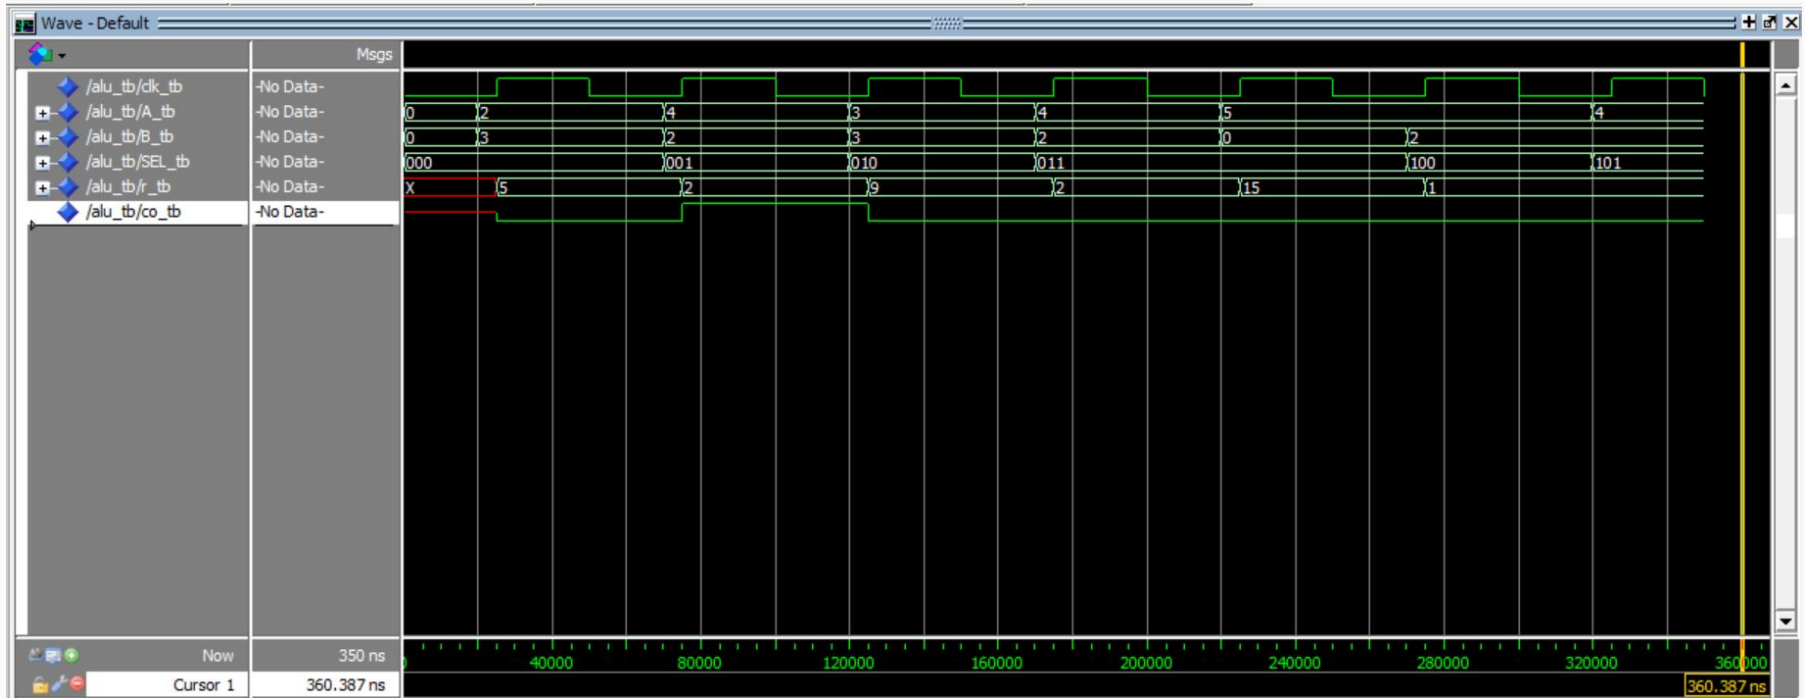 Wave - Default
Msgs
/alu_tb/clk_tb -No Data-
/alu_tb/A_tb -No Data- 0 2 4 3 4 5 4
/alu_tb/B_tb -No Data- 0 3 2 3 2 0 2
/alu_tb/SEL_tb -No Data- 000 001 010 011 100 101
/alu_tb/r_tb -No Data- X 5 2 9 2 15 1
/alu_tb/co_tb -No Data-
Now 350 ns 40000 80000 120000 160000 200000 240000 280000 320000 360000
Cursor 1 360.387 ns 360.387 ns